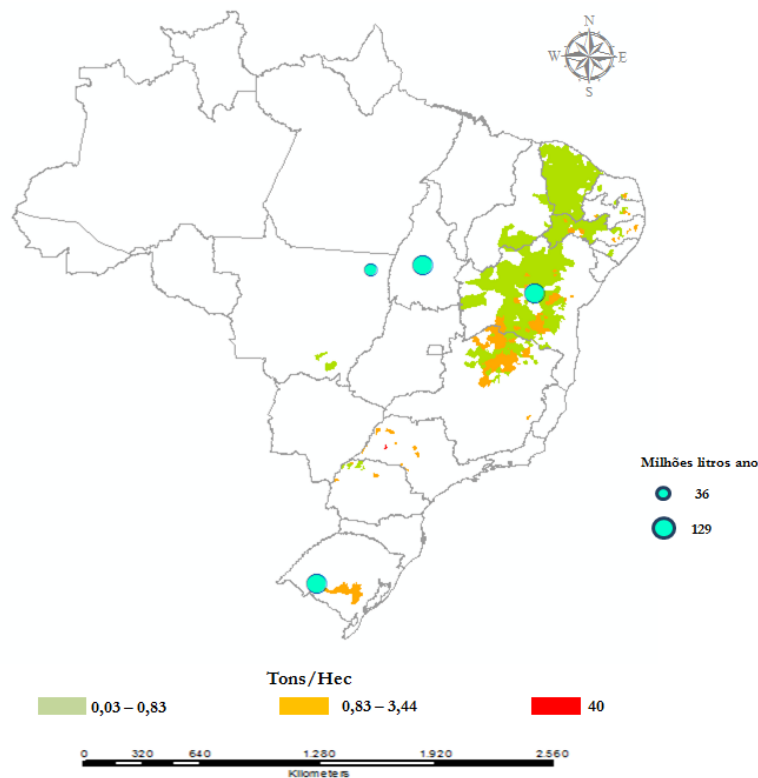 N
W E
S
Milhões litros ano
36
129
Tons/Hec
0,03 – 0,83
0,83 – 3,44
40
0 320 640 1.280 1.920 2.560
Kilometers